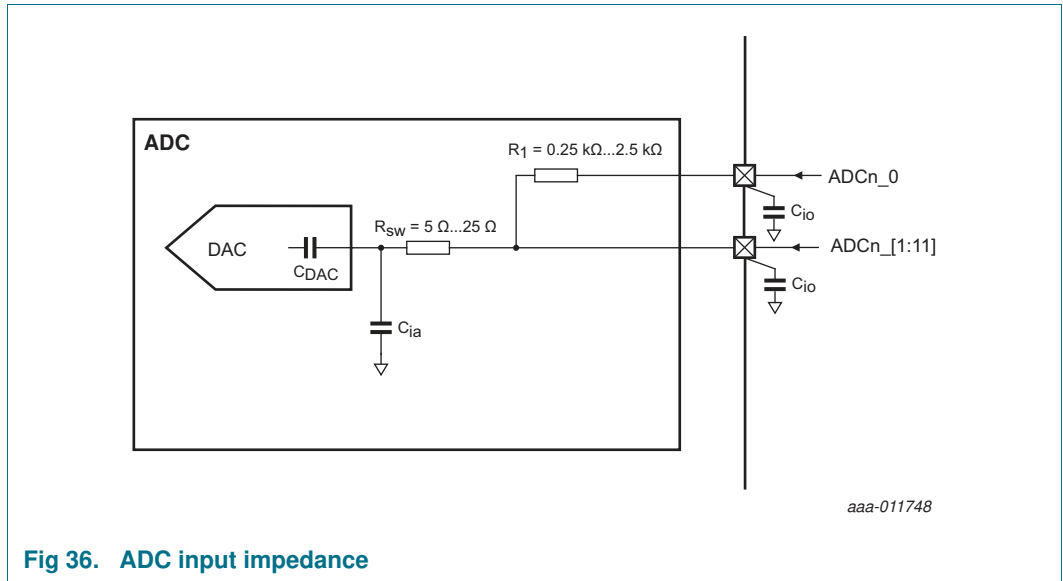 ADC
R1 = 0.25 kΩ...2.5 kΩ
ADCn_0
Cio
Rsw = 5 Ω...25 Ω
DAC
CDAC
ADCn_[1:11]
Cio
Cia
aaa-011748
Fig 36. ADC input impedance